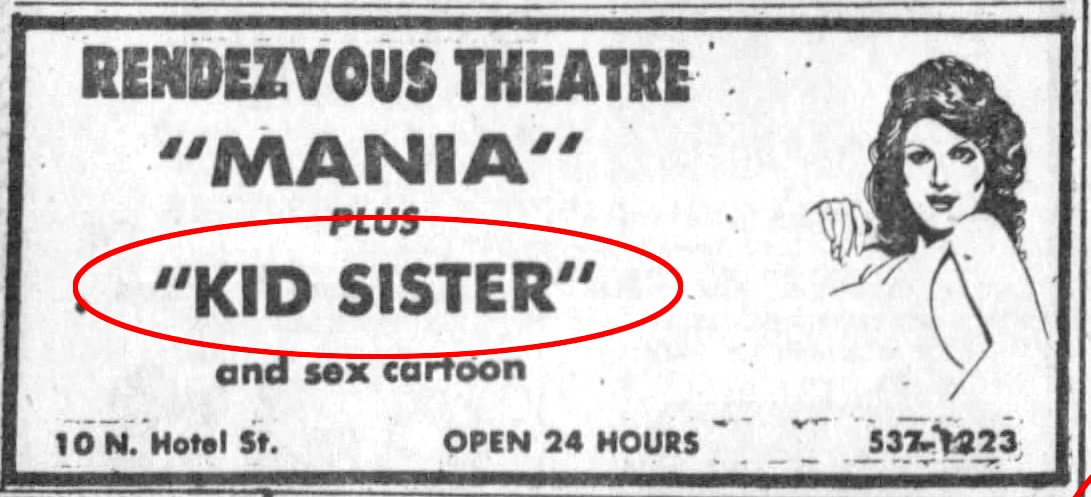 RENDEZVOUS THEATRE
"MANIA"
PLUS
"KID SISTER"
and sex cartoon
10 N. Hotel St. OPEN 24 HOURS 537-1223